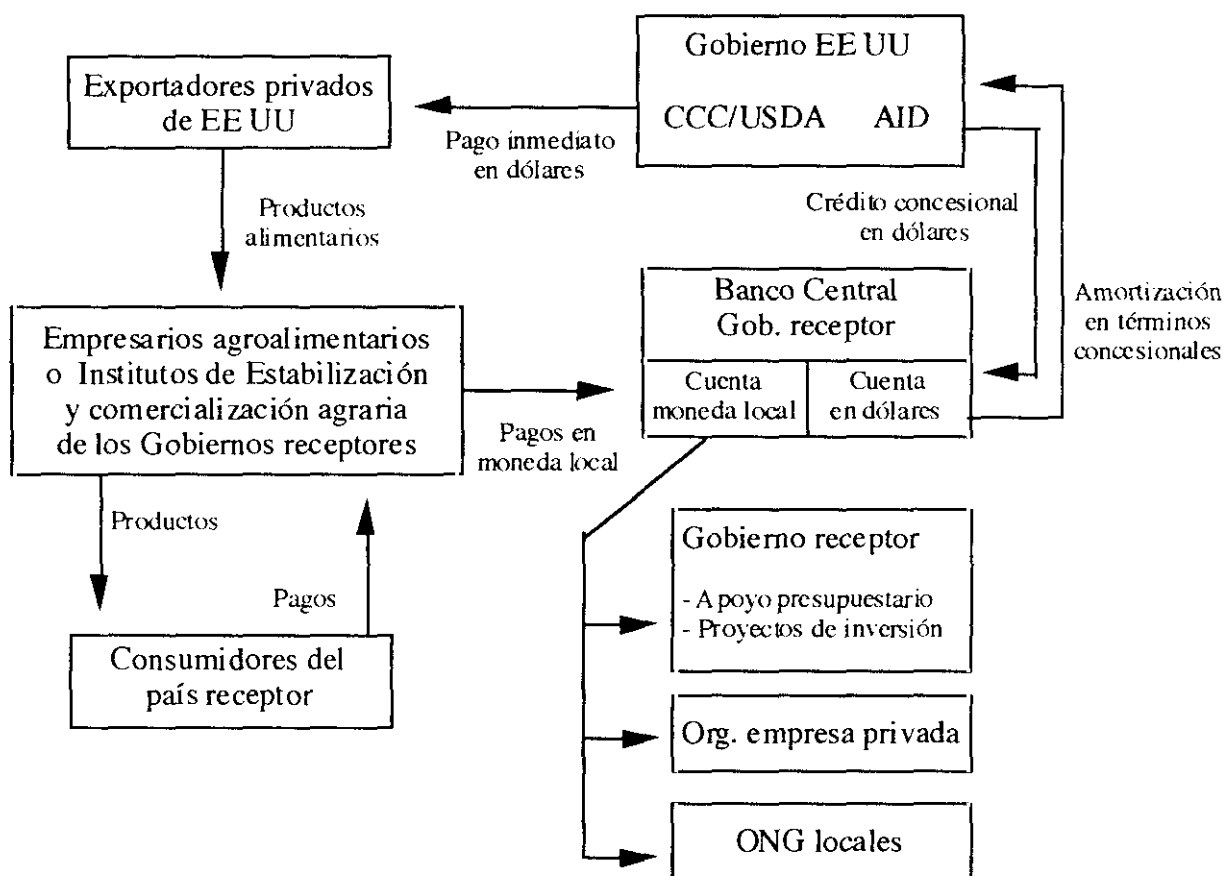 Gobierno EE UU
CCC/USDA AID
Exportadores privados
de EE UU
Pago inmediato
en dólares
Productos
alimentarios
Crédito concesional
en dólares
Amortización
en términos
concesionales
Banco Central
Gob. receptor
Cuenta
moneda local
Cuenta
en dólares
Empresarios agroalimentarios
o Institutos de Estabilización
y comercialización agraria
de los Gobiernos receptores
Pagos en
moneda local
Productos
Pagos
Consumidores del
país receptor
Gobierno receptor
- Apoyo presupuestario
- Proyectos de inversión
Org. empresa privada
ONG locales